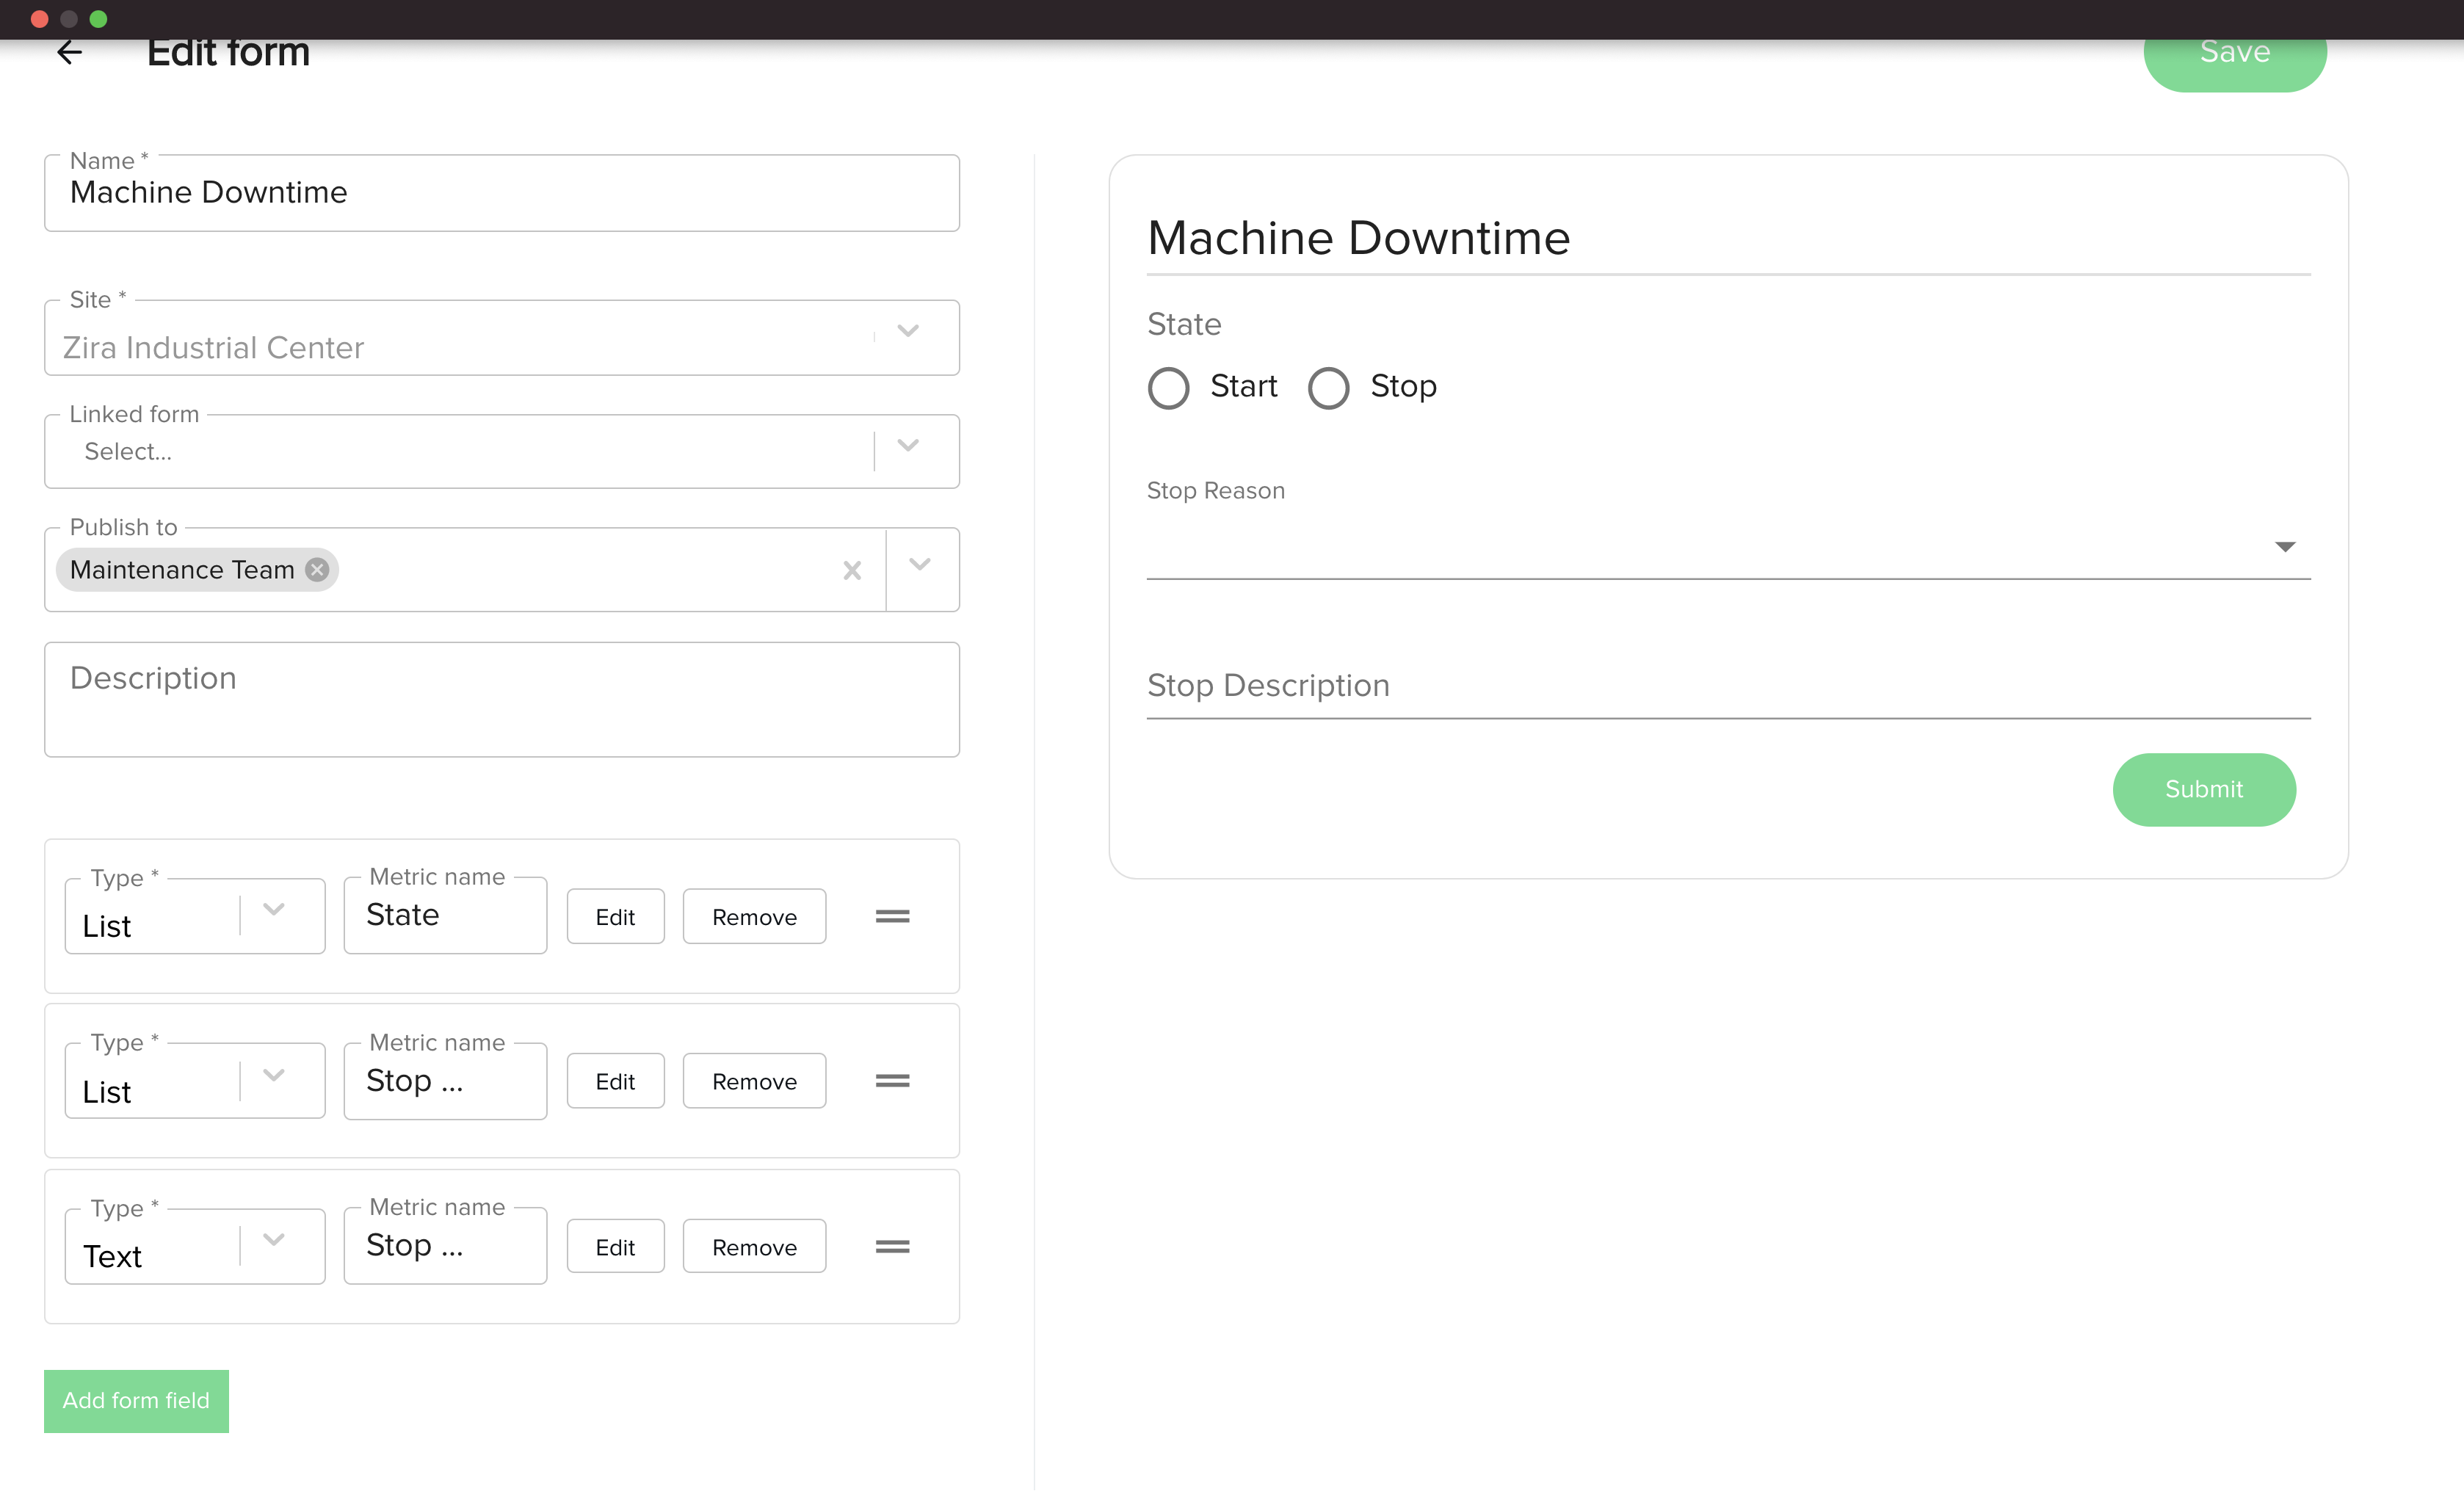 Edit form
Save
Name *
Machine Downtime
Site *
Zira Industrial Center
Linked form
Select...
Publish to
Maintenance Team
Description
Type *
List
Metric name
State
Edit
Remove
Type *
List
Metric name
Stop ...
Edit
Remove
Type *
Text
Metric name
Stop ...
Edit
Remove
Add form field
Machine Downtime
State
Start
Stop
Stop Reason
Stop Description
Submit